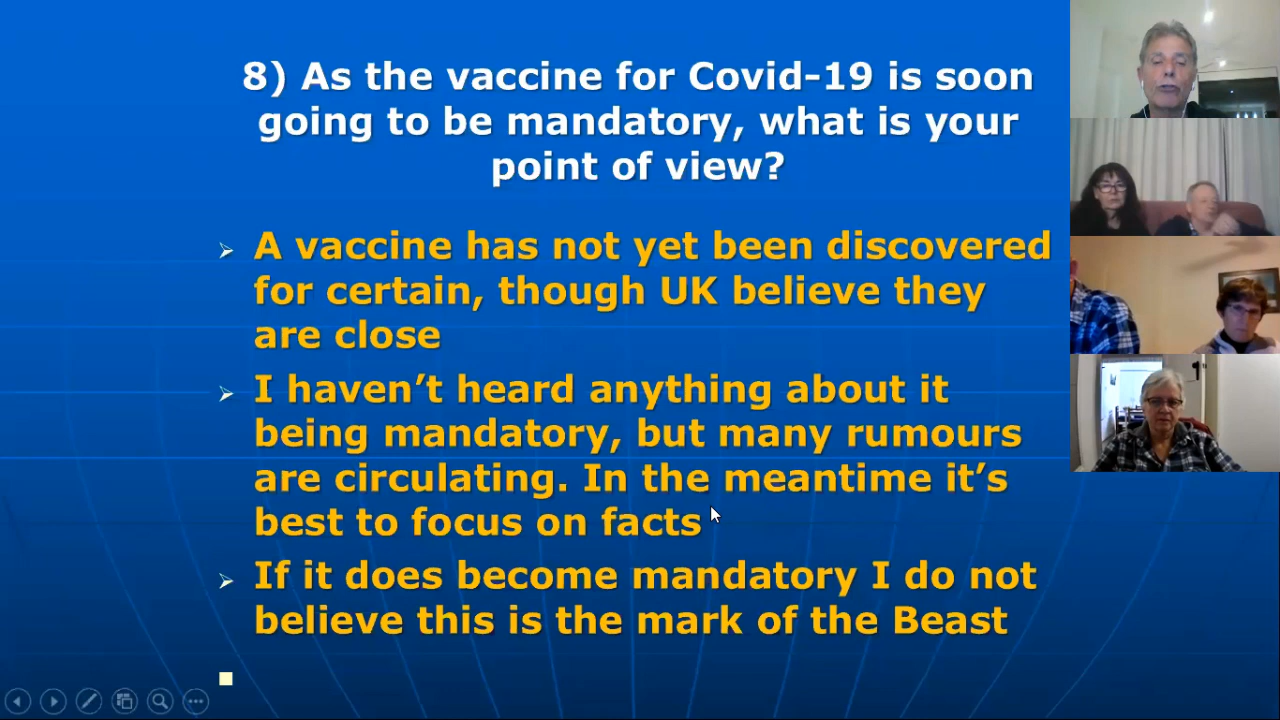 8) As the vaccine for Covid-19 is soon
going to be mandatory, what is your
point of view?
A vaccine has not yet been discovered
for certain, though UK believe they
are close
I haven’t heard anything about it
being mandatory, but many rumours
are circulating. In the meantime it’s
best to focus on facts
If it does become mandatory I do not
believe this is the mark of the Beast